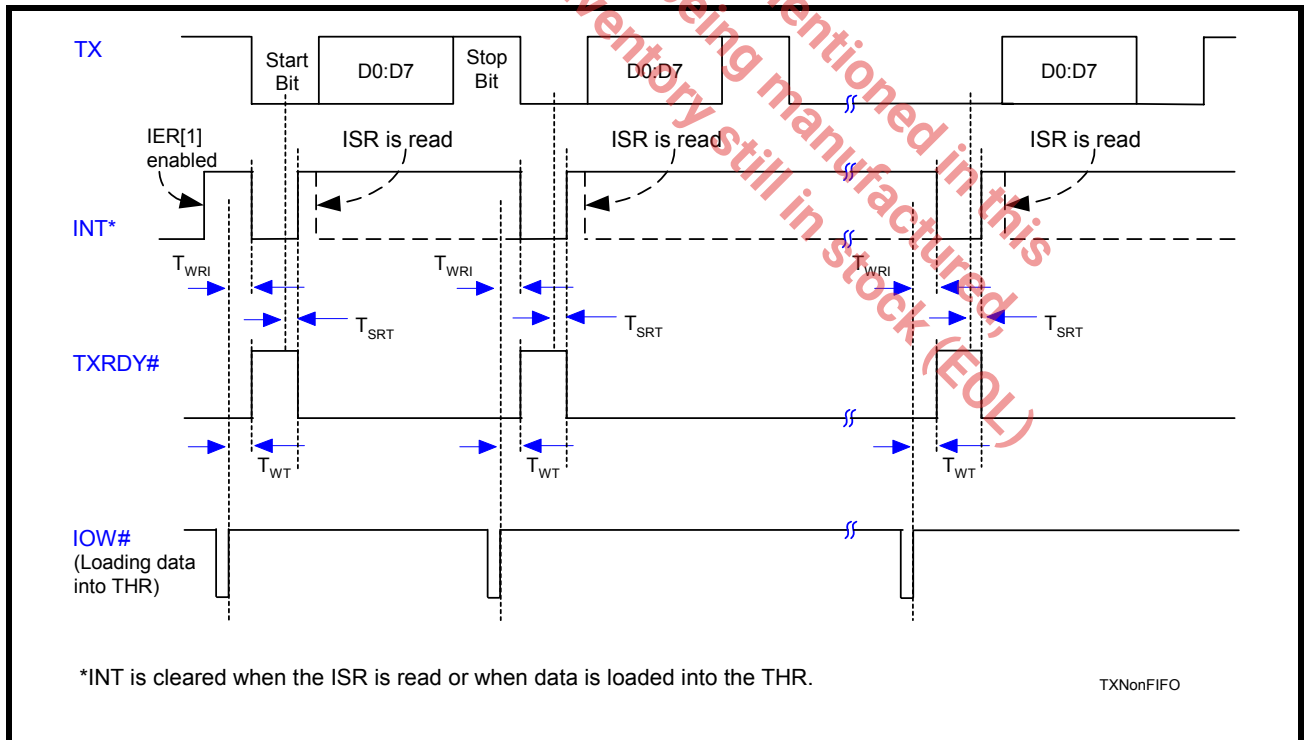 TX
Start
Bit
D0:D7
Stop
Bit
D0:D7
D0:D7
IER[1]
enabled
ISR is read
ISR is read
ISR is read
INT*
TWRI
TWRI
TWRI
TSRT
TSRT
TSRT
TXRDY#
TWT
TWT
TWT
IOW#
(Loading data
into THR)
*INT is cleared when the ISR is read or when data is loaded into the THR.
TXNonFIFO
mentioned in this
being manufactured,
inventory still in stock (EOL)